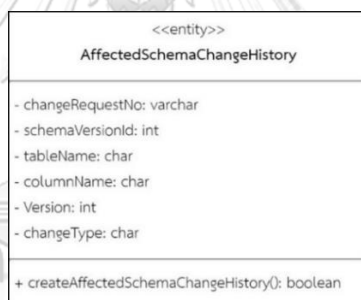 <<entity>>
AffectedSchemaChangeHistory
- changeRequestNo: varchar
- schemaVersionId: int
- tableName: char
- columnName: char
- Version: int
- changeType: char
+ createAffectedSchemaChangeHistory(): boolean